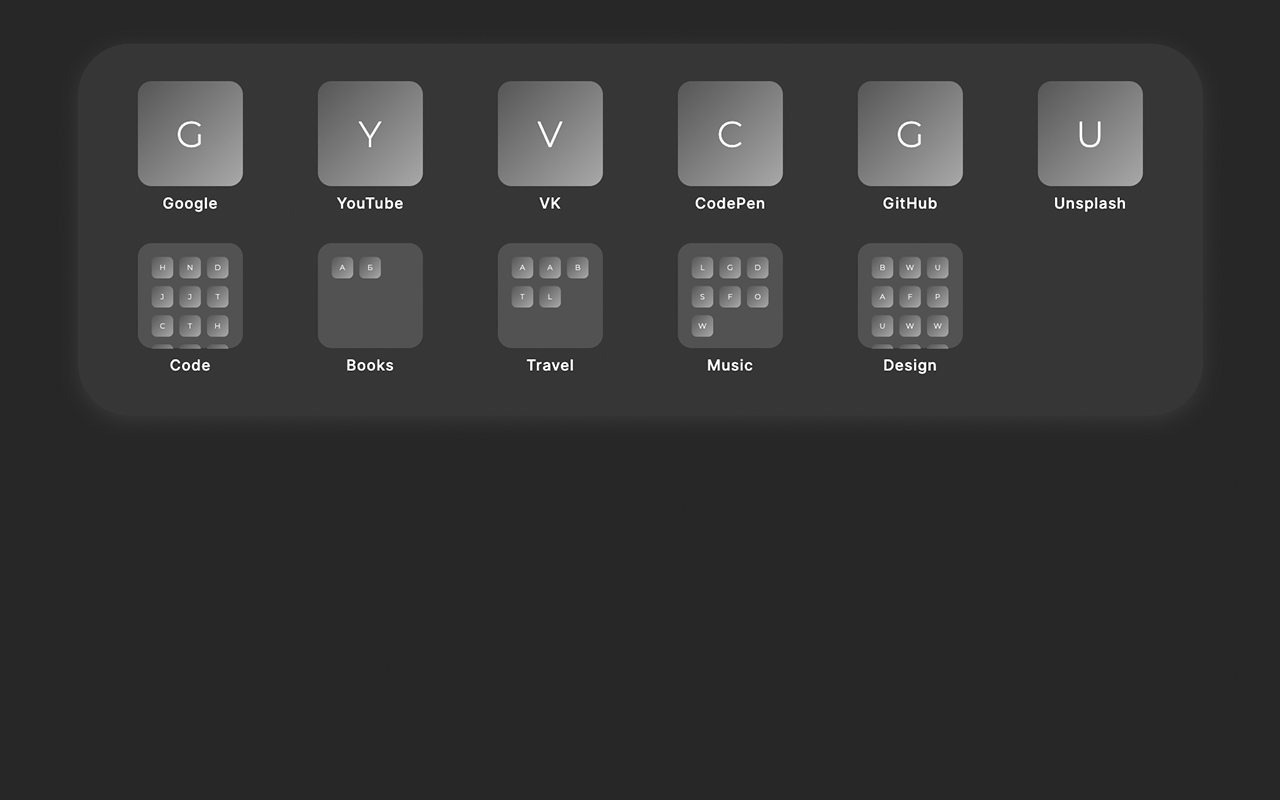 G Y V C G U
Google YouTube VK CodePen GitHub Unsplash
H N D А Б A A B L G D B W U
J J T T L S F O A F P
C T H W U W W
Code Books Travel Music Design